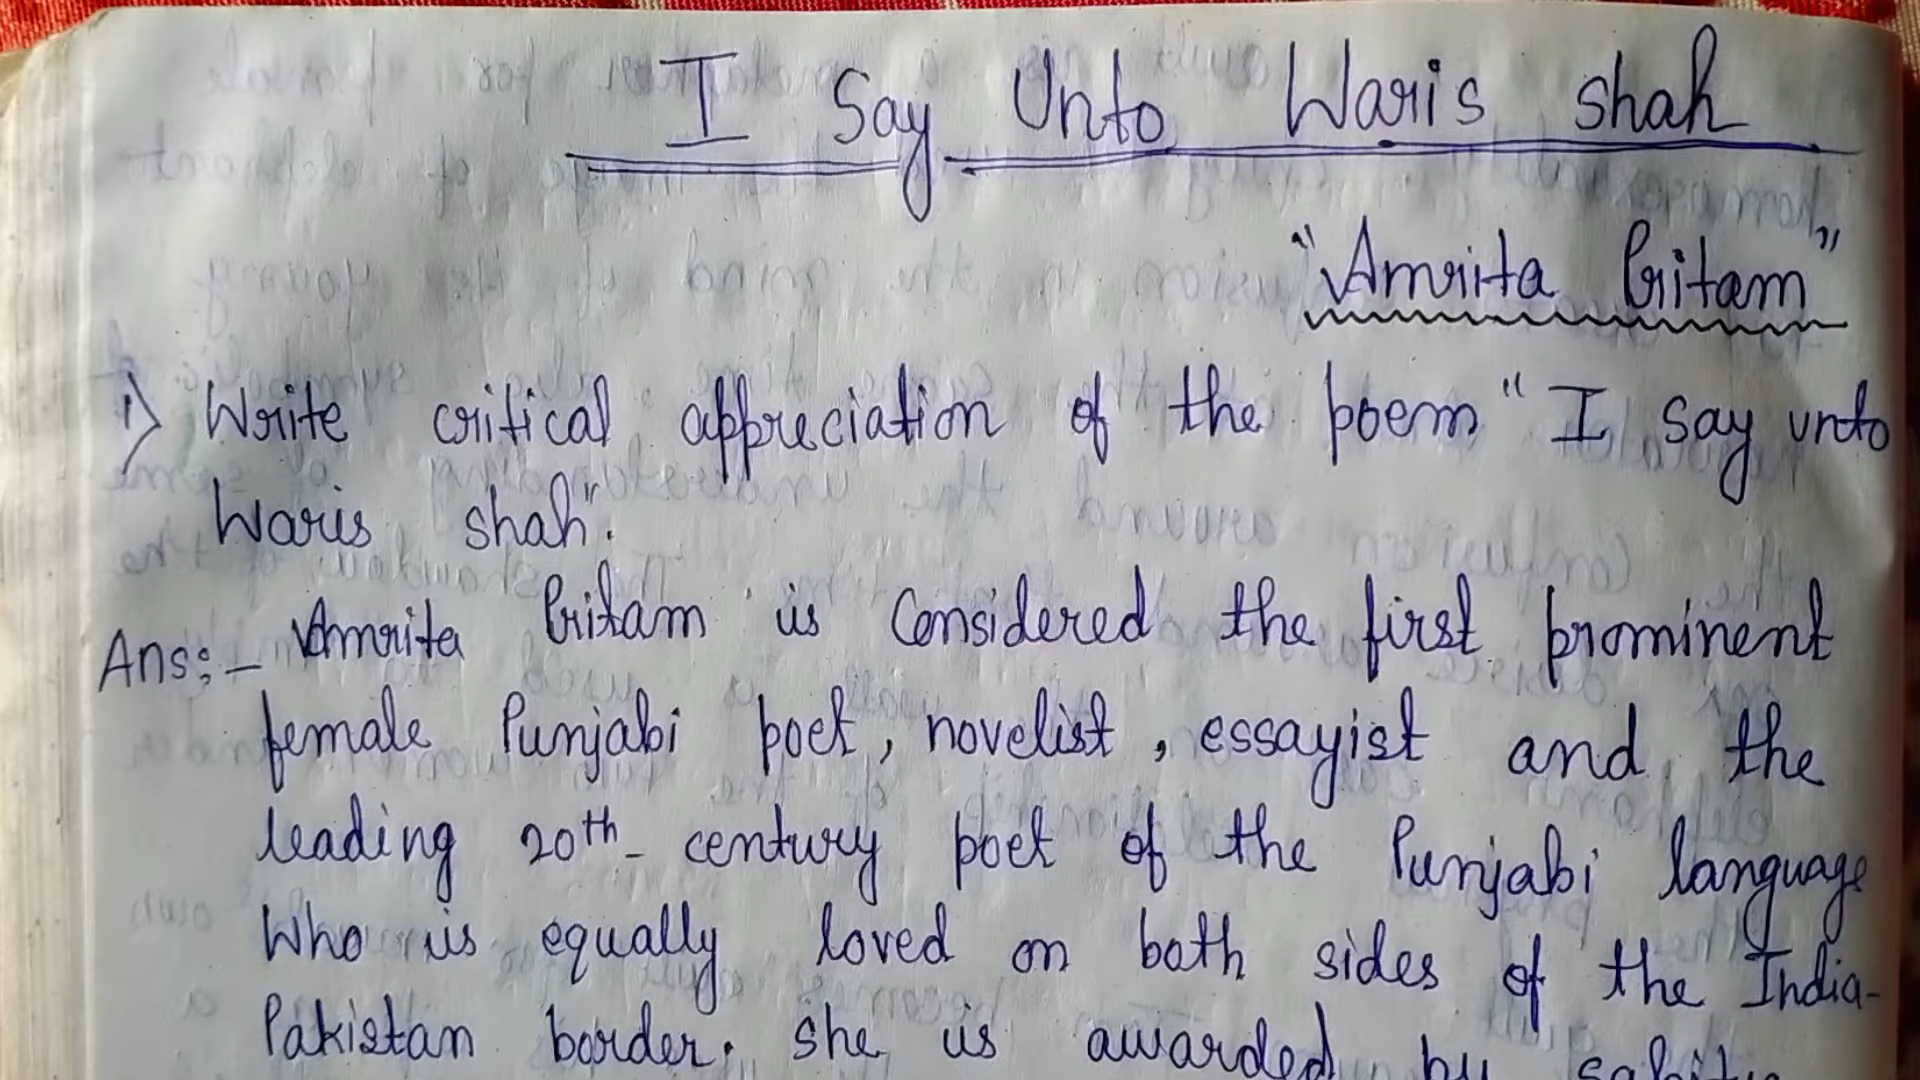 I Say Unto Waris Shah
"Amrita Pritam"
1) Write critical appreciation of the poem "I say unto
Waris shah".
Ans:- Amrita Pritam is Considered the first prominent
female Punjabi poet, novelist, essayist and the
leading 20th-century poet of the Punjabi language
Who is equally loved on both sides of the India-
Pakistan border. She is awarded by